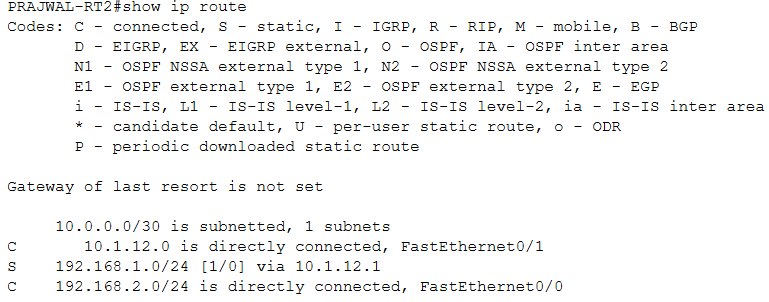 PRAJWAL-RT2#show ip route
Codes: C - connected, S - static, I - IGRP, R - RIP, M - mobile, B - BGP
       D - EIGRP, EX - EIGRP external, O - OSPF, IA - OSPF inter area
       N1 - OSPF NSSA external type 1, N2 - OSPF NSSA external type 2
       E1 - OSPF external type 1, E2 - OSPF external type 2, E - EGP
       i - IS-IS, L1 - IS-IS level-1, L2 - IS-IS level-2, ia - IS-IS inter area
       * - candidate default, U - per-user static route, o - ODR
       P - periodic downloaded static route

Gateway of last resort is not set

     10.0.0.0/30 is subnetted, 1 subnets
C       10.1.12.0 is directly connected, FastEthernet0/1
S    192.168.1.0/24 [1/0] via 10.1.12.1
C    192.168.2.0/24 is directly connected, FastEthernet0/0